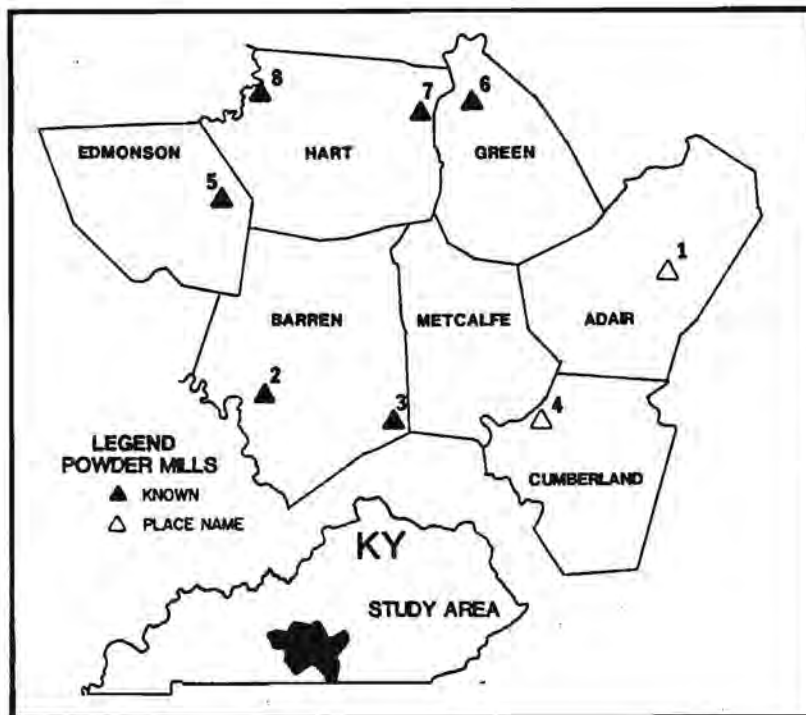 8
7
6
EDMONSON
HART
GREEN
5
1
BARREN
METCALFE
ADAIR
2
3
4
LEGEND
POWDER MILLS
KNOWN
PLACE NAME
CUMBERLAND
KY
STUDY AREA